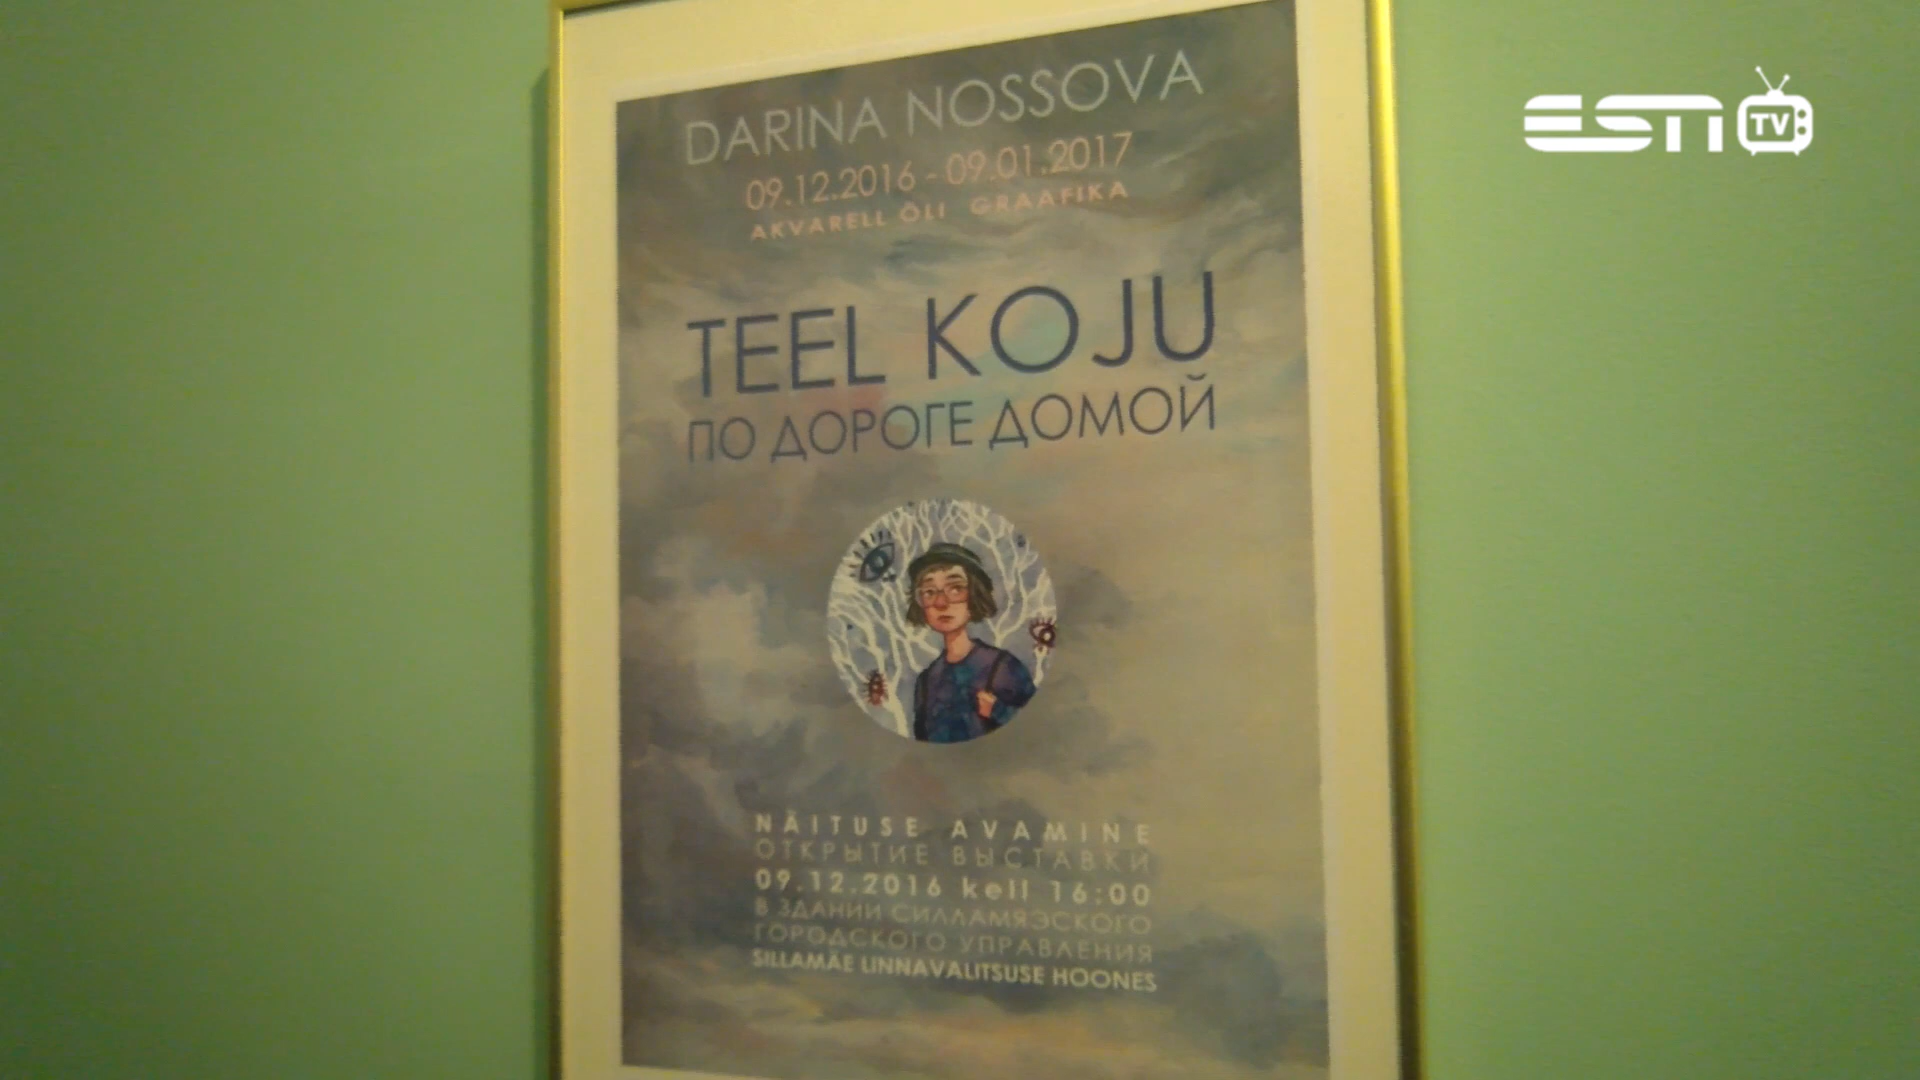 DARINA NOSSOVA
09.12.2016 - 09.01.2017
AKVARELL ÕLI GRAAFIKA
TEEL KOJU
ПО ДОРОГЕ ДОМОЙ
NÄITUSE AVAMINE
ОТКРЫТИЕ ВЫСТАВКИ
09.12.2016 kell 16:00
В ЗДАНИИ СИЛЛАМЯЭСКОГО
ГОРОДСКОГО УПРАВЛЕНИЯ
SILLAMÄE LINNAVALITSUSE HOONES
TV